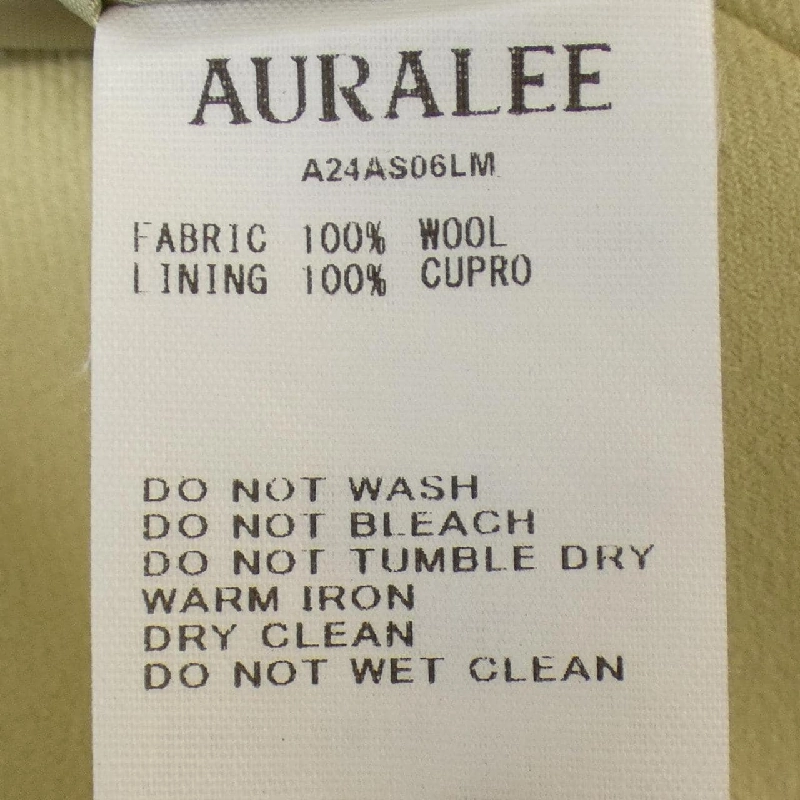 AURALEE
A24AS06LM
FABRIC 100% WOOL
LINING 100% CUPRO
DO NOT WASH
DO NOT BLEACH
DO NOT TUMBLE DRY
WARM IRON
DRY CLEAN
DO NOT WET CLEAN